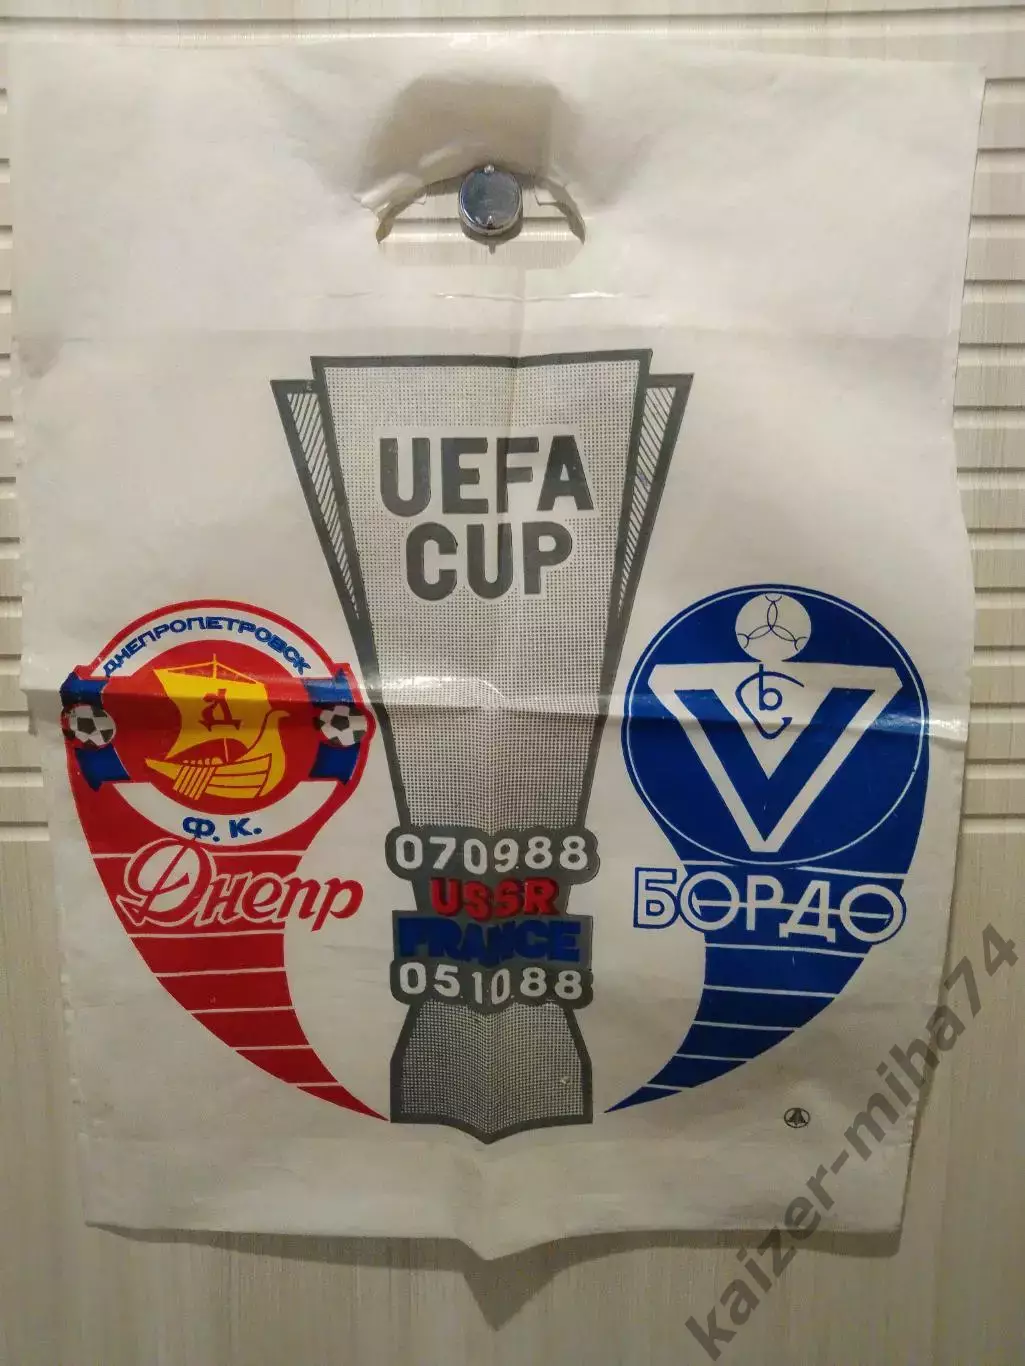 UEFA
CUP
ДНЕПРОПЕТРОВСК
Д
Ф.К.
Днепр
070988
USSR
FRANCE
051088
БОРДО
kaizer-miha74